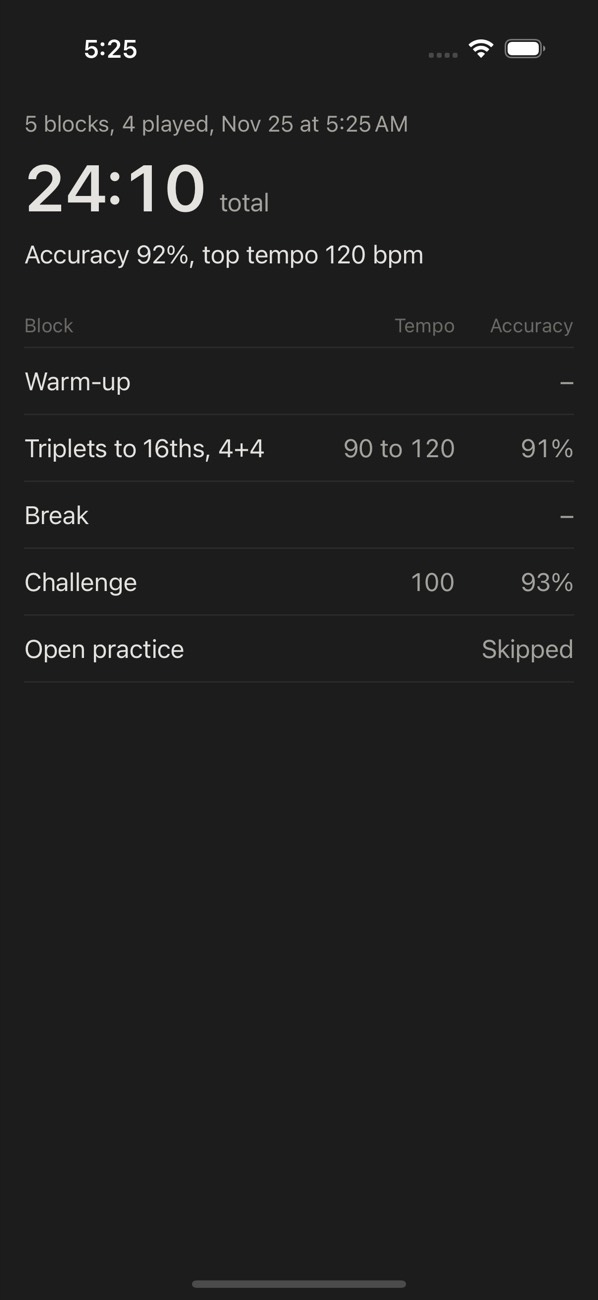 5:25
5 blocks, 4 played, Nov 25 at 5:25 AM
24:10 total
Accuracy 92%, top tempo 120 bpm
Block Tempo Accuracy
Warm-up –
Triplets to 16ths, 4+4 90 to 120 91%
Break –
Challenge 100 93%
Open practice Skipped